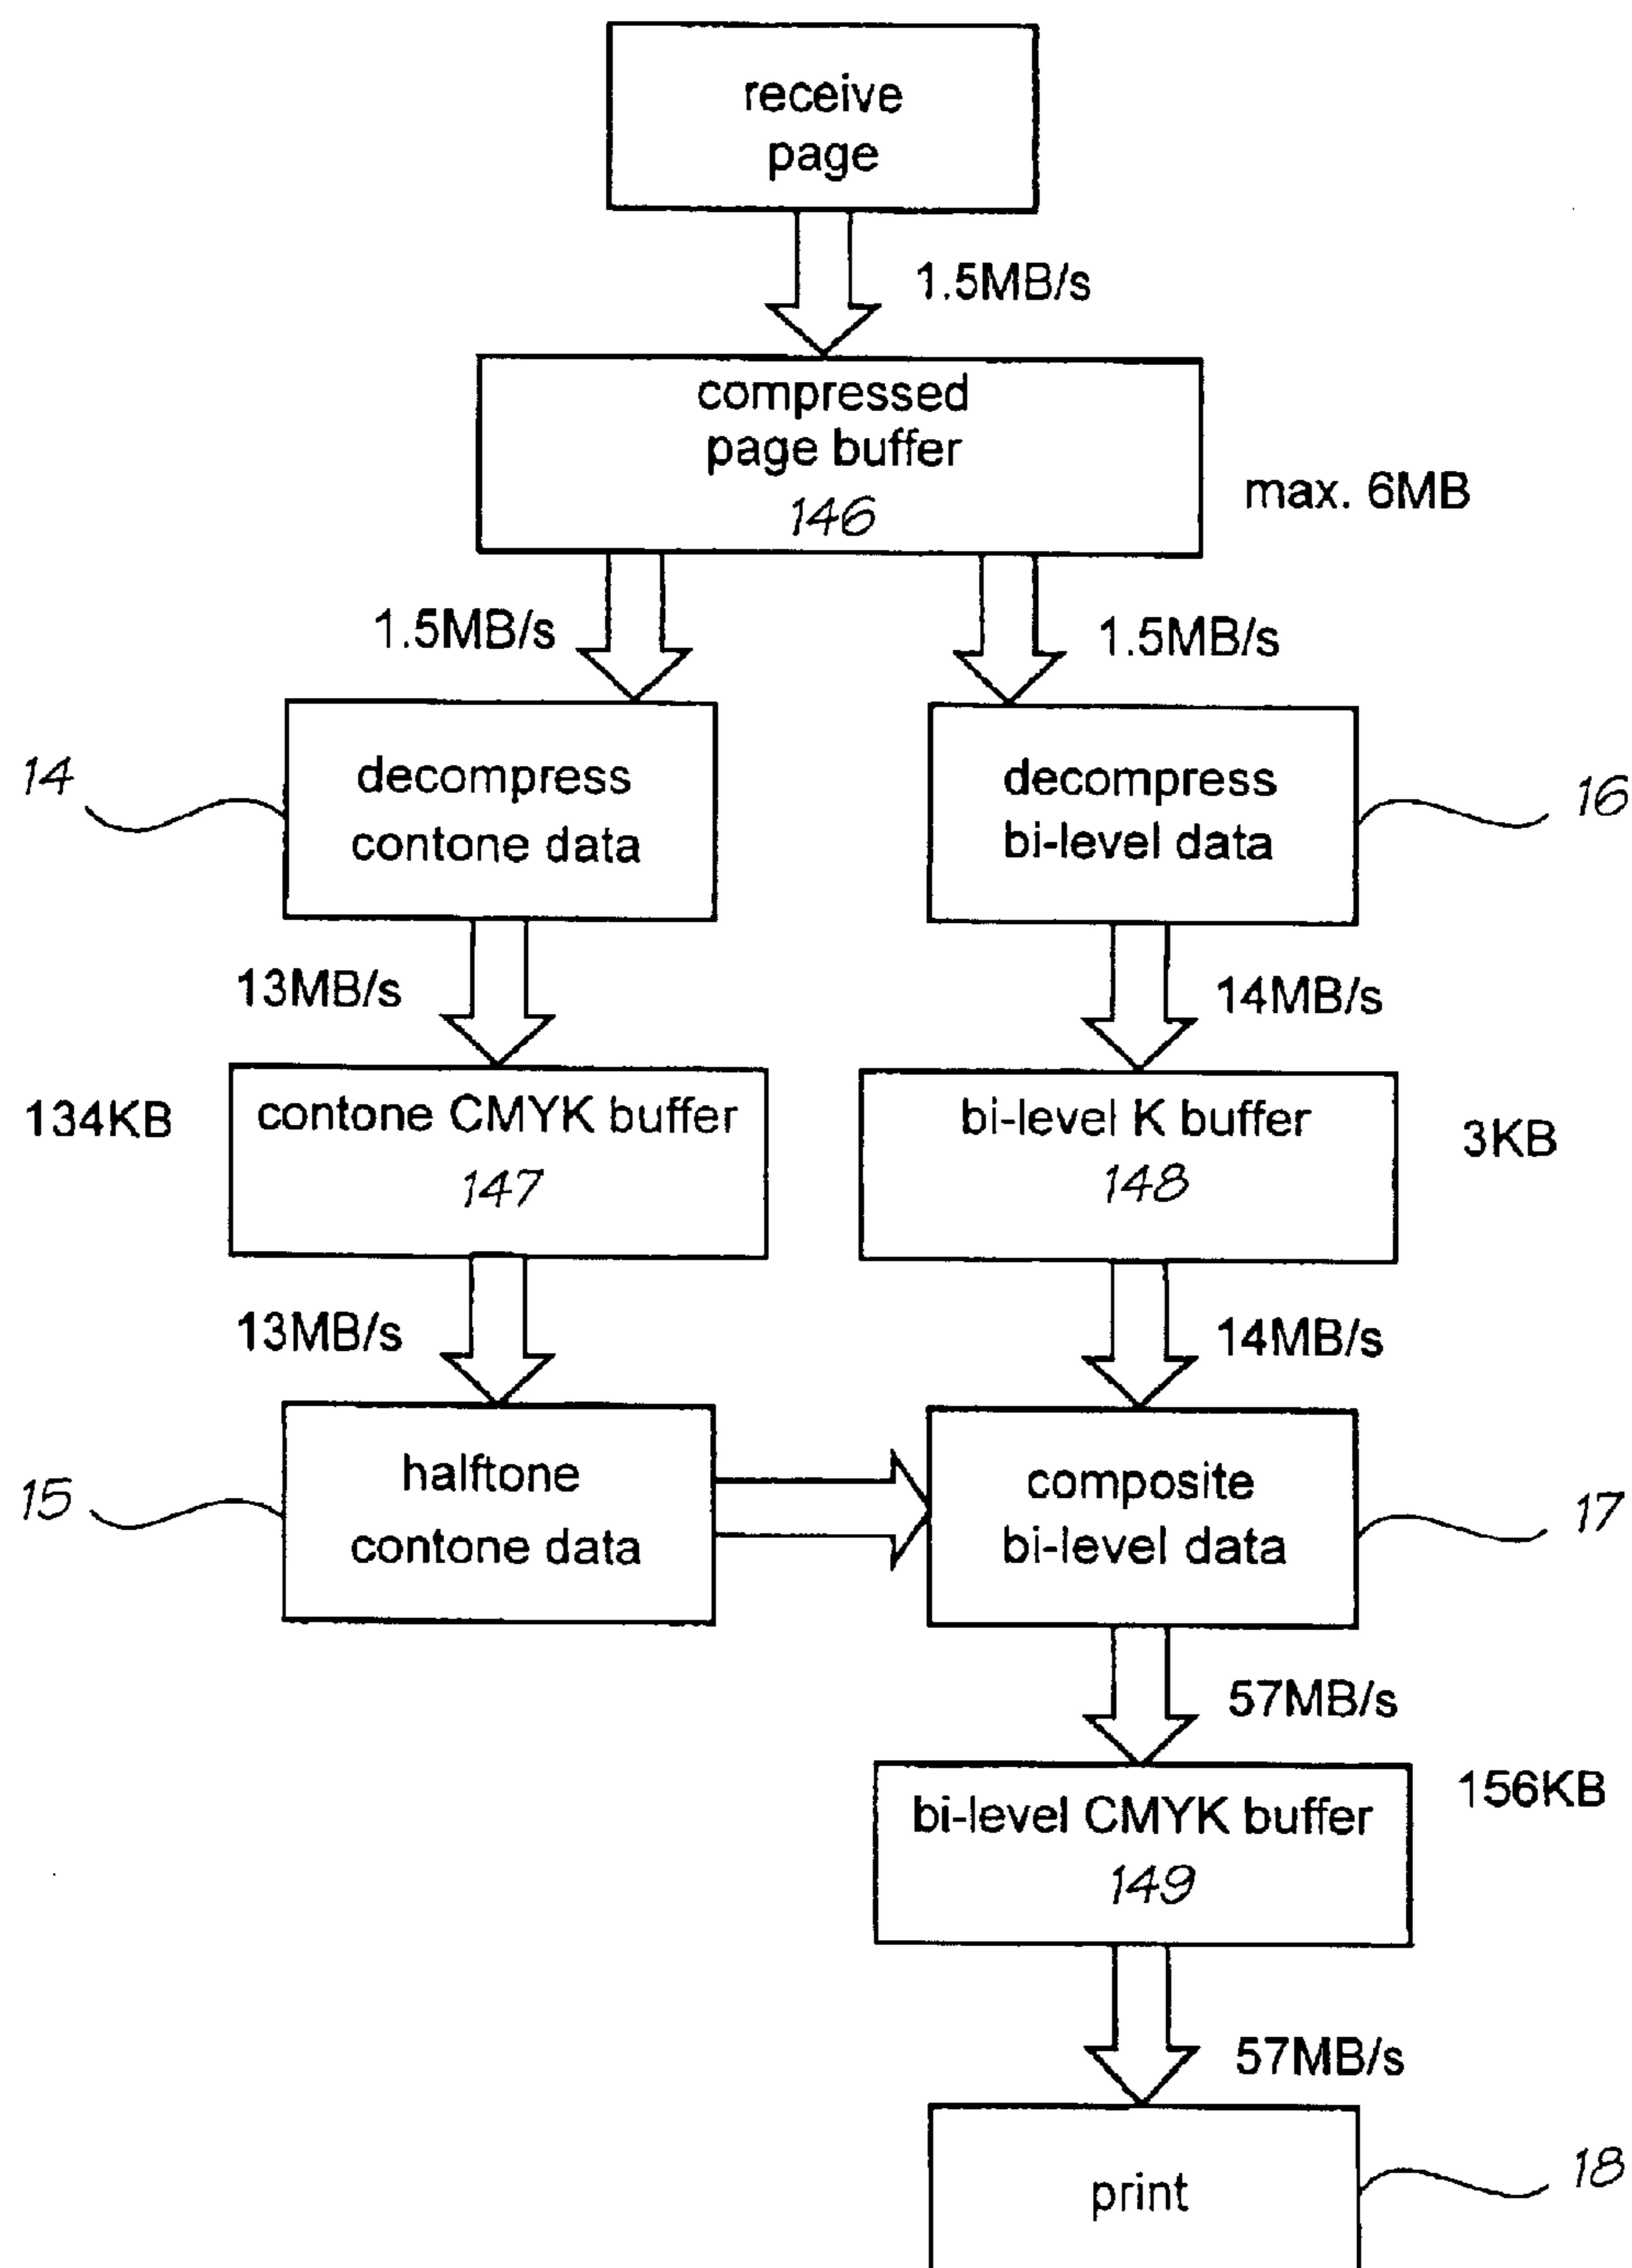 receive
page
1.5MB/s
compressed
page buffer
146
max. 6MB
1.5MB/s
1.5MB/s
14
decompress
contone data
decompress
bi-level data
16
13MB/s
14MB/s
134KB
contone CMYK buffer
147
bi-level K buffer
148
3KB
13MB/s
14MB/s
15
halftone
contone data
composite
bi-level data
17
57MB/s
bi-level CMYK buffer
149
156KB
57MB/s
print
18